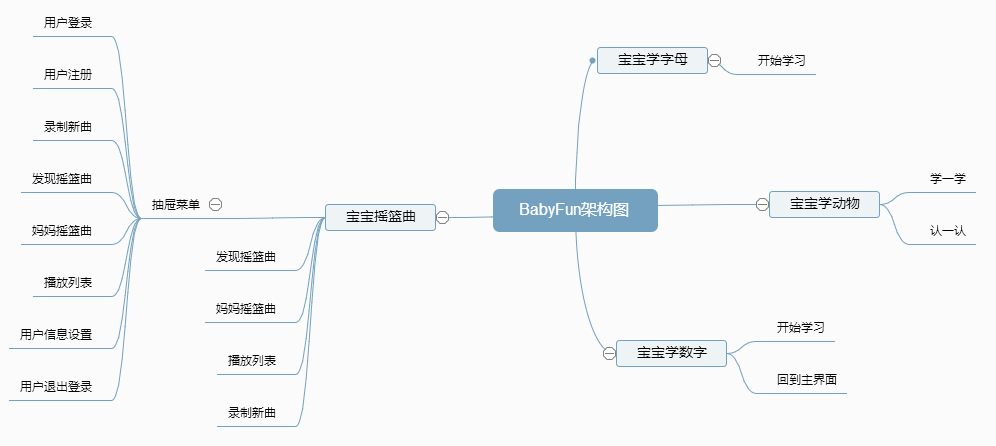 BabyFun架构图
宝宝学字母
开始学习
宝宝学动物
学一学
认一认
宝宝学数字
开始学习
回到主界面
宝宝摇篮曲
抽屉菜单
用户登录
用户注册
录制新曲
发现摇篮曲
妈妈摇篮曲
播放列表
用户信息设置
用户退出登录
发现摇篮曲
妈妈摇篮曲
播放列表
录制新曲